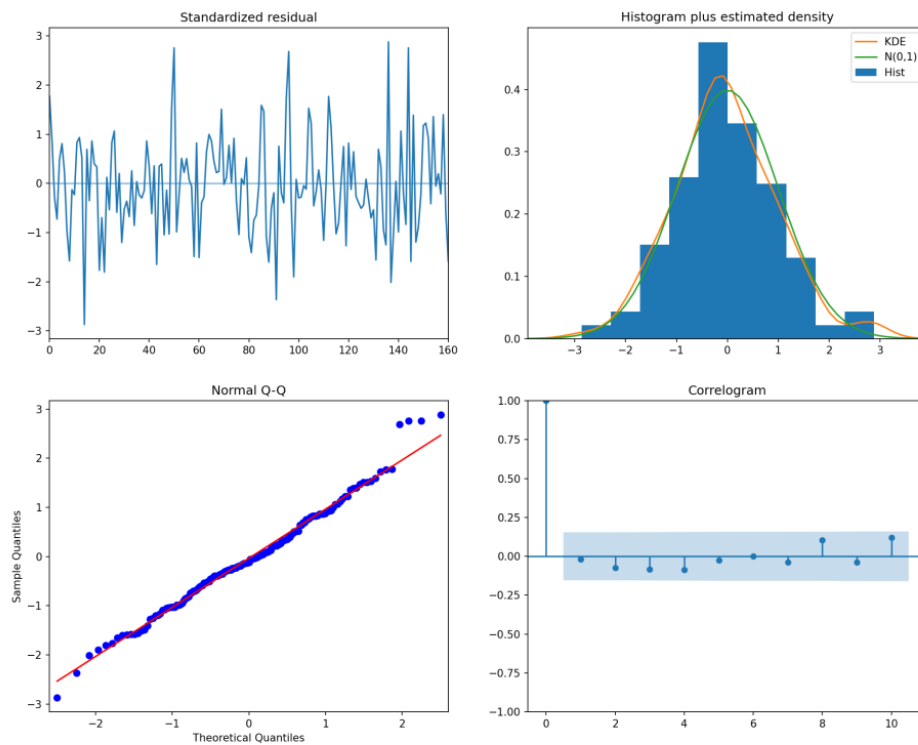 Standardized residual
3
2
1
0
−1
−2
−3
0 20 40 60 80 100 120 140 160
Histogram plus estimated density
KDE
N(0,1)
Hist
0.4
0.3
0.2
0.1
0.0
−3 −2 −1 0 1 2 3
Normal Q-Q
Sample Quantiles
3
2
1
0
−1
−2
−3
−2 −1 0 1 2
Theoretical Quantiles
Correlogram
1.00
0.75
0.50
0.25
0.00
−0.25
−0.50
−0.75
−1.00
0 2 4 6 8 10